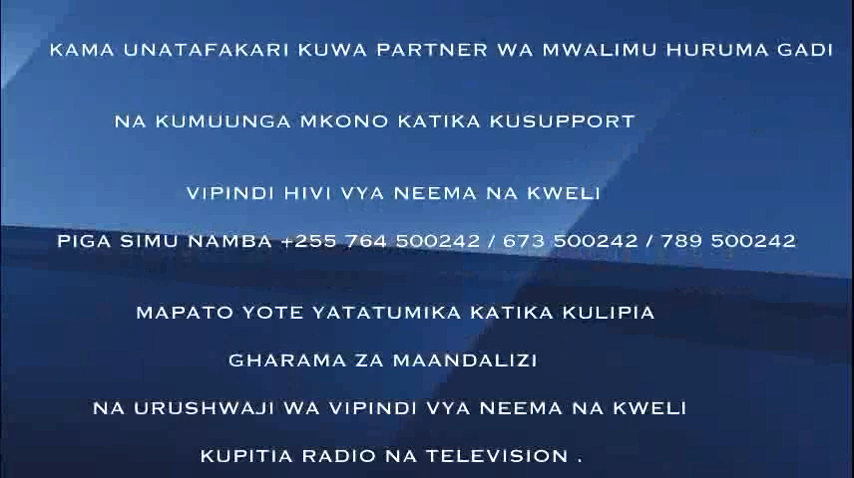 KAMA UNATAFAKARI KUWA PARTNER WA MWALIMU HURUMA GADI
NA KUMUUNGA MKONO KATIKA KUSUPPORT
VIPINDI HIVI VYA NEEMA NA KWELI
PIGA SIMU NAMBA +255 764 500242 / 673 500242 / 789 500242
MAPATO YOTE YATATUMIKA KATIKA KULIPIA
GHARAMA ZA MAANDALIZI
NA URUSHWAJI WA VIPINDI VYA NEEMA NA KWELI
KUPITIA RADIO NA TELEVISION .